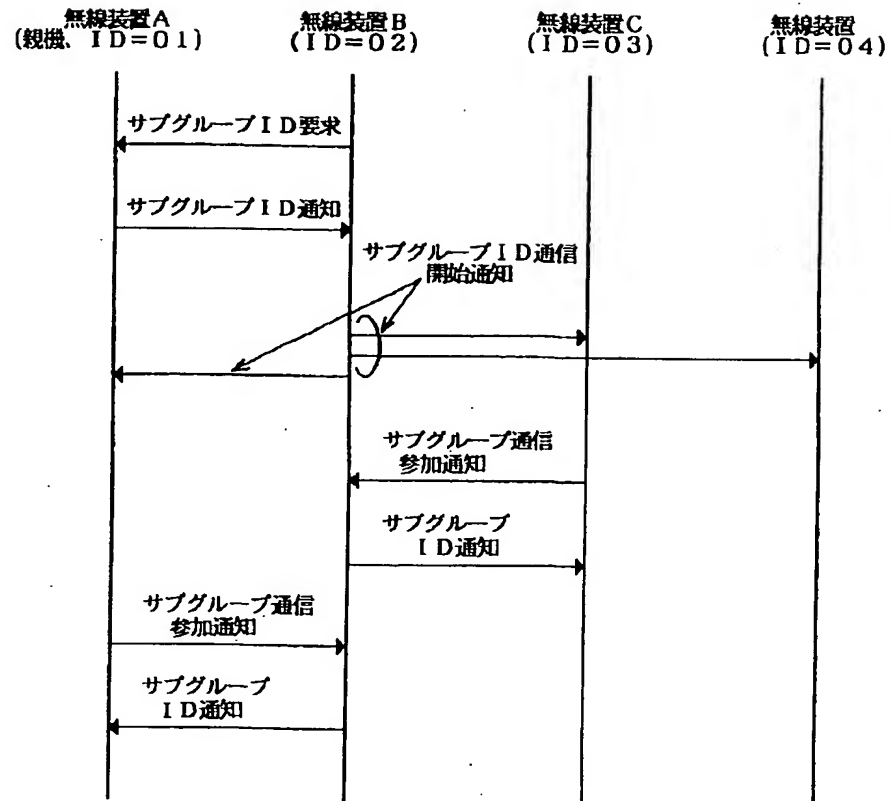 無線装置A
(親機、ID=01)
無線装置B
(ID=02)
無線装置C
(ID=03)
無線装置
(ID=04)
サブグループID要求
サブグループID通知
サブグループID通信
開始通知
サブグループ通信
参加通知
サブグループ
ID通知
サブグループ通信
参加通知
サブグループ
ID通知